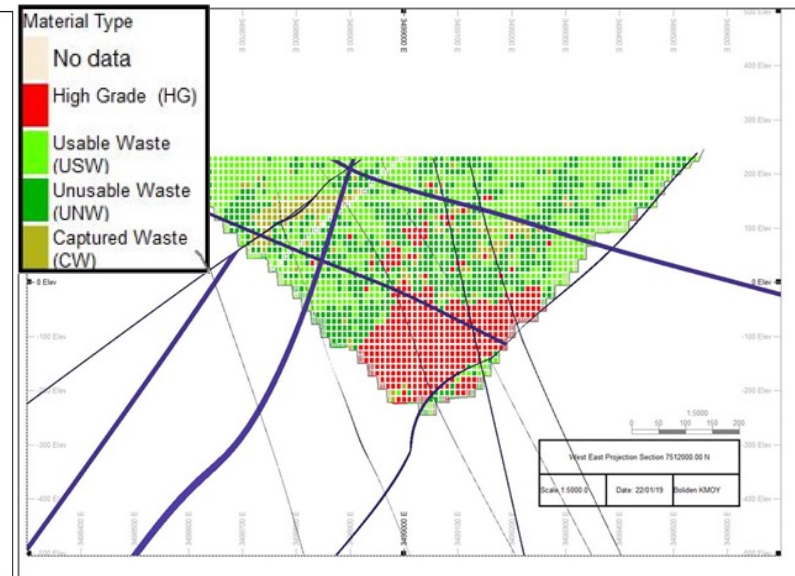 Material Type
No data
High Grade (HG)
Usable Waste
(USW)
Unusable Waste
(UNW)
Captured Waste
(CW)
500 Elev
400 Elev
300 Elev
200 Elev
100 Elev
0 Elev
0 Elev
-100 Elev
-100 Elev
-200 Elev
-200 Elev
-300 Elev
-300 Elev
-400 Elev
-400 Elev
-500 Elev
1:5000
0 50 100 150 200
West East Projection Section 7512000.00 N
Scale 1:5000.0
Date: 22/01/19
Boliden KMOY